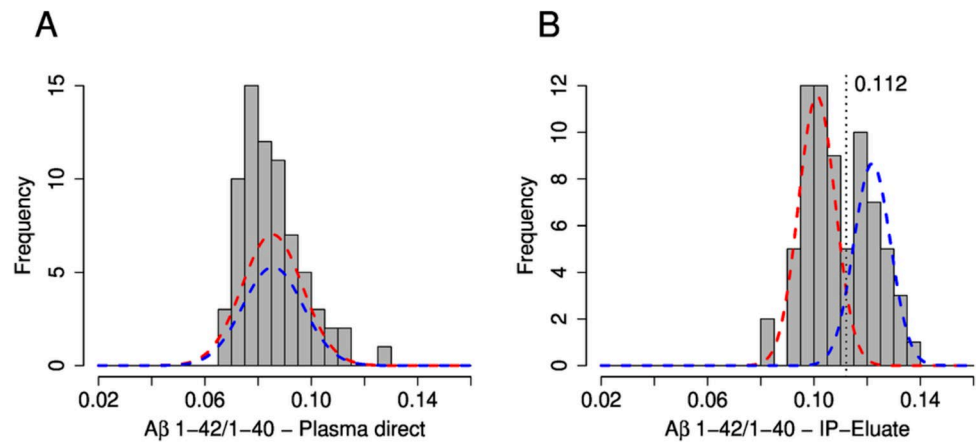 A
Frequency
15
10
5
0
0.02 0.06 0.10 0.14
Aβ 1−42/1−40 − Plasma direct
B
0.112
Frequency
12
10
8
6
4
2
0
0.02 0.06 0.10 0.14
Aβ 1−42/1−40 − IP−Eluate